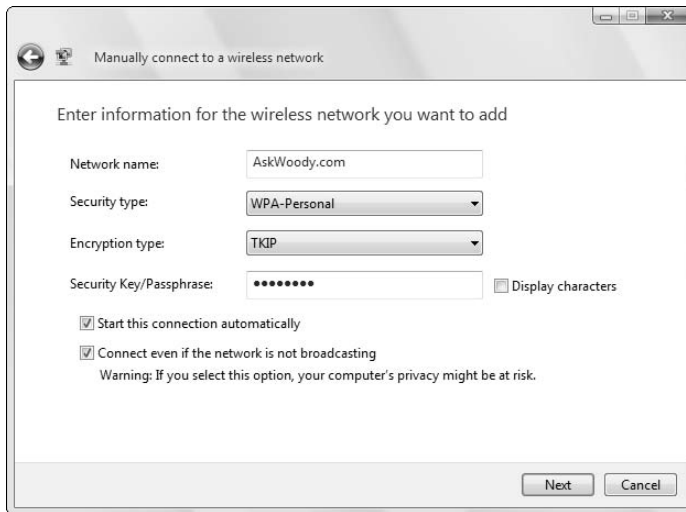 Manually connect to a wireless network
Enter information for the wireless network you want to add
Network name: AskWoody.com
Security type: WPA-Personal
Encryption type: TKIP
Security Key/Passphrase: •••••••• Display characters
Start this connection automatically
Connect even if the network is not broadcasting
Warning: If you select this option, your computer's privacy might be at risk.
Next Cancel